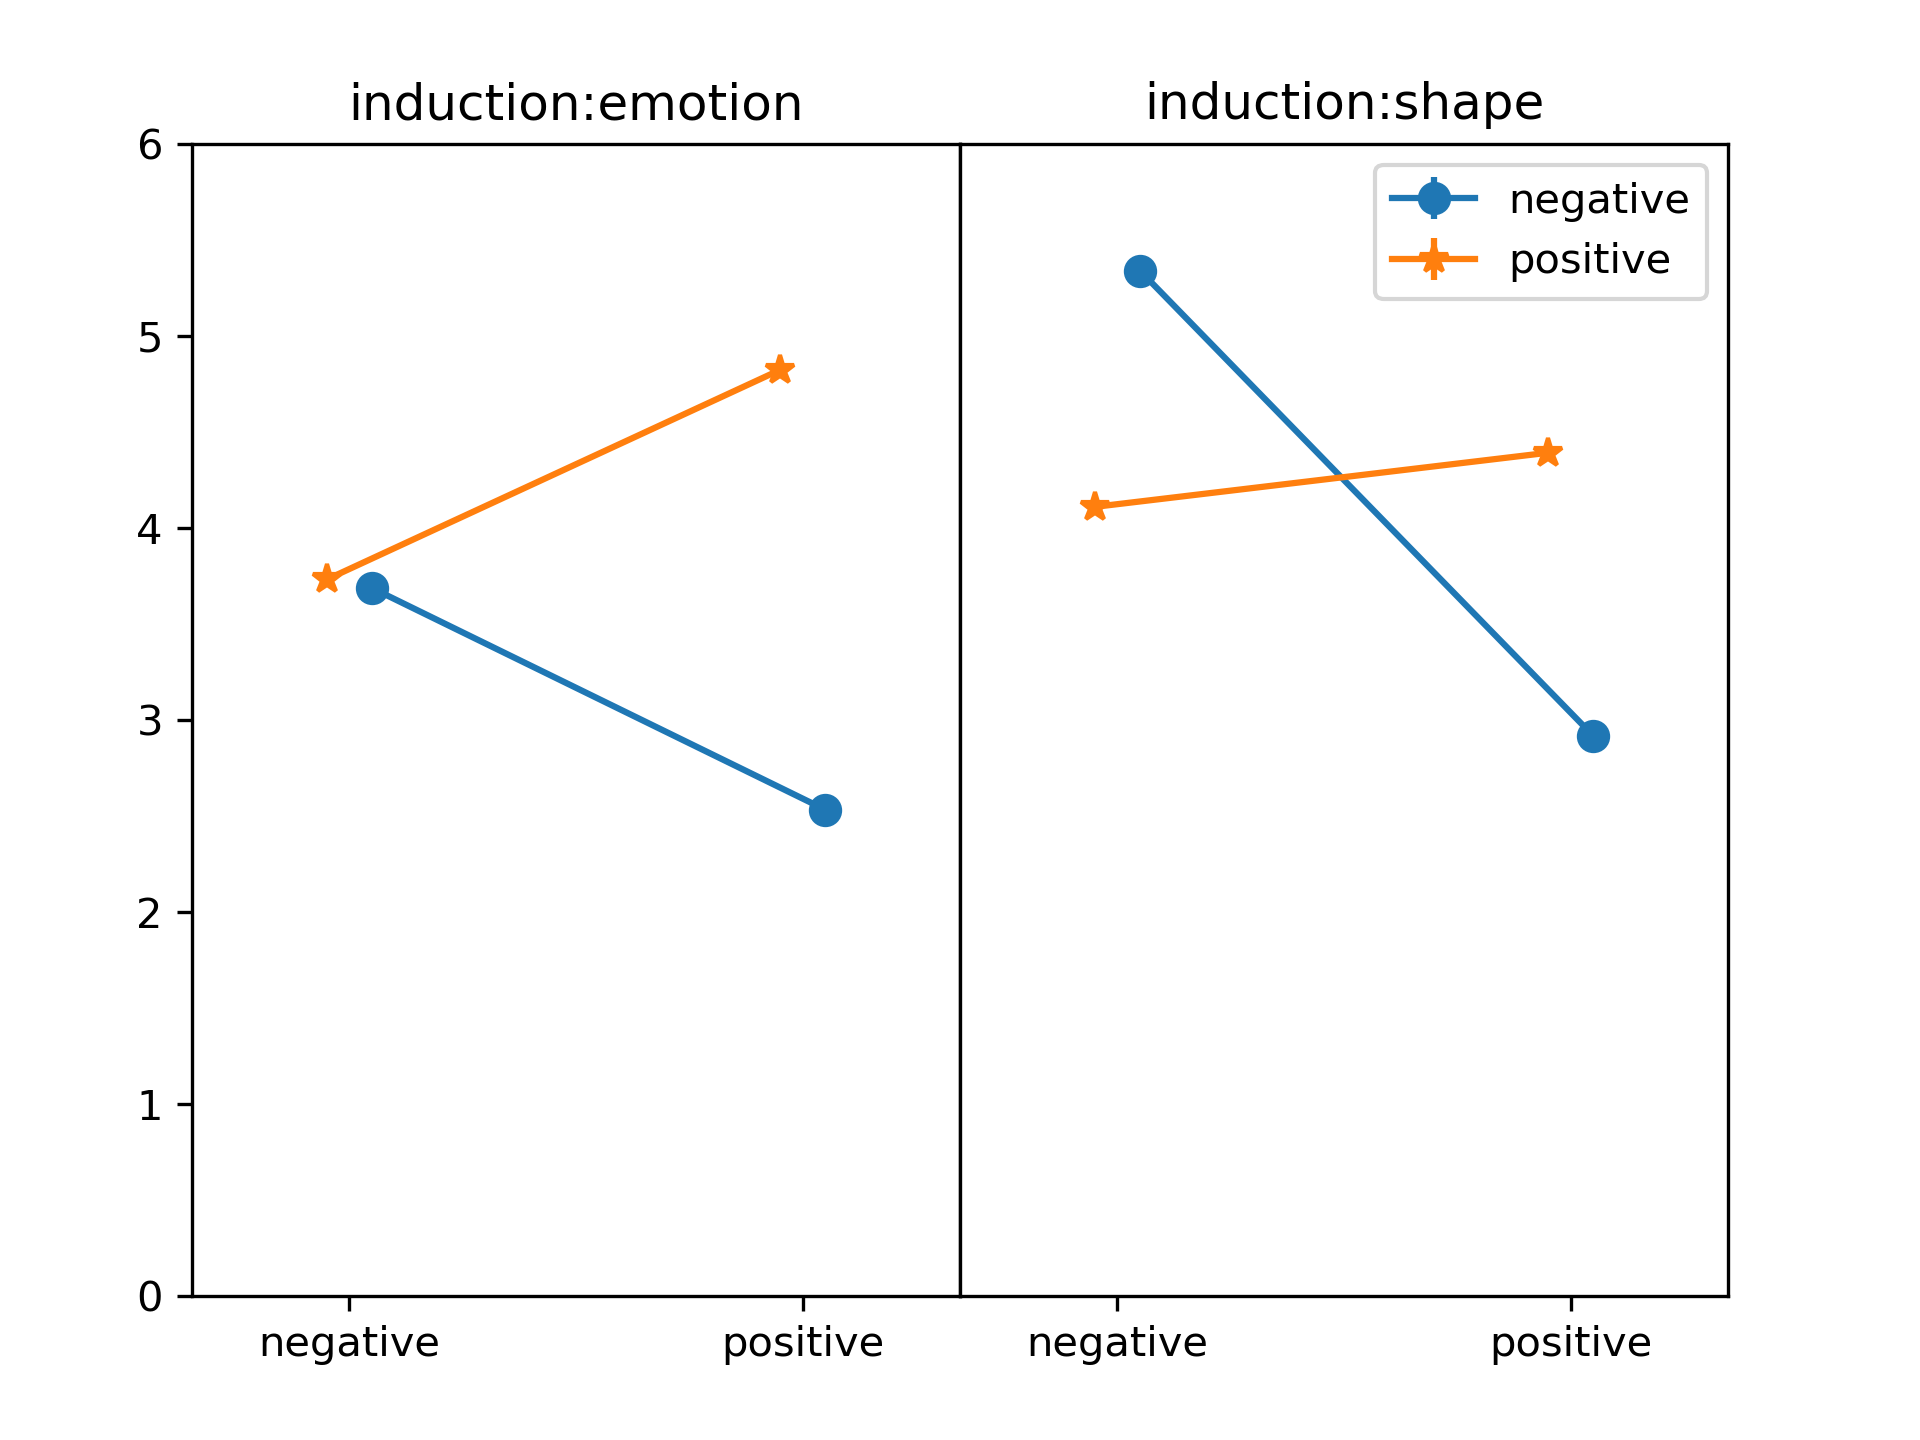 induction:emotion
induction:shape
negative
positive
6
5
4
3
2
1
0
negative
positive
negative
positive